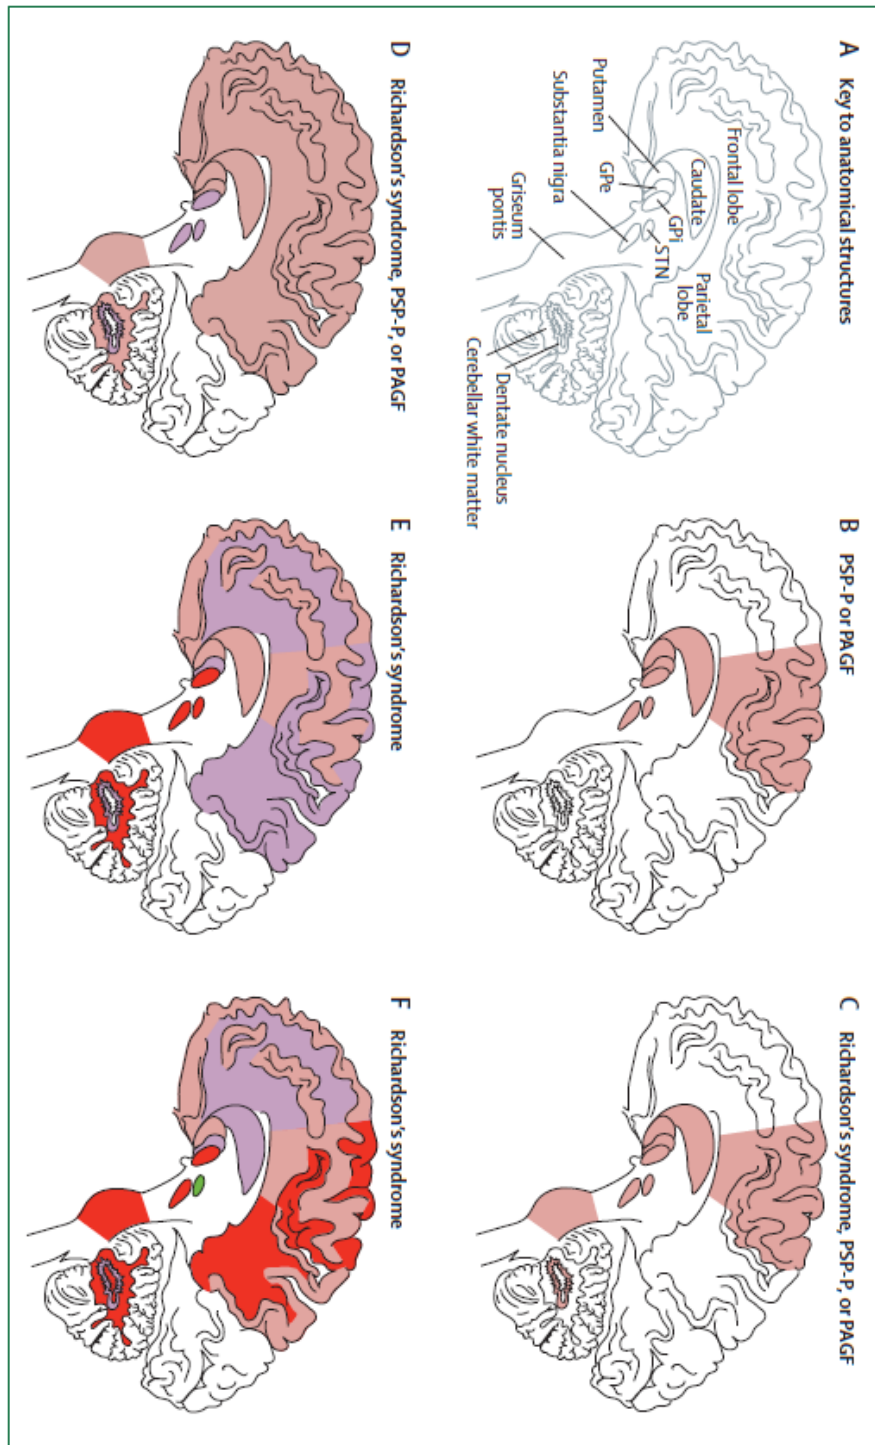 A Key to anatomical structures
Frontal lobe
Parietal
lobe
Caudate
Putamen
GPe
GPi
STN
Substantia nigra
Griseum
pontis
Dentate nucleus
Cerebellar white matter
B PSP-P or PAGF
C Richardson's syndrome, PSP-P, or PAGF
D Richardson's syndrome, PSP-P, or PAGF
E Richardson's syndrome
F Richardson's syndrome